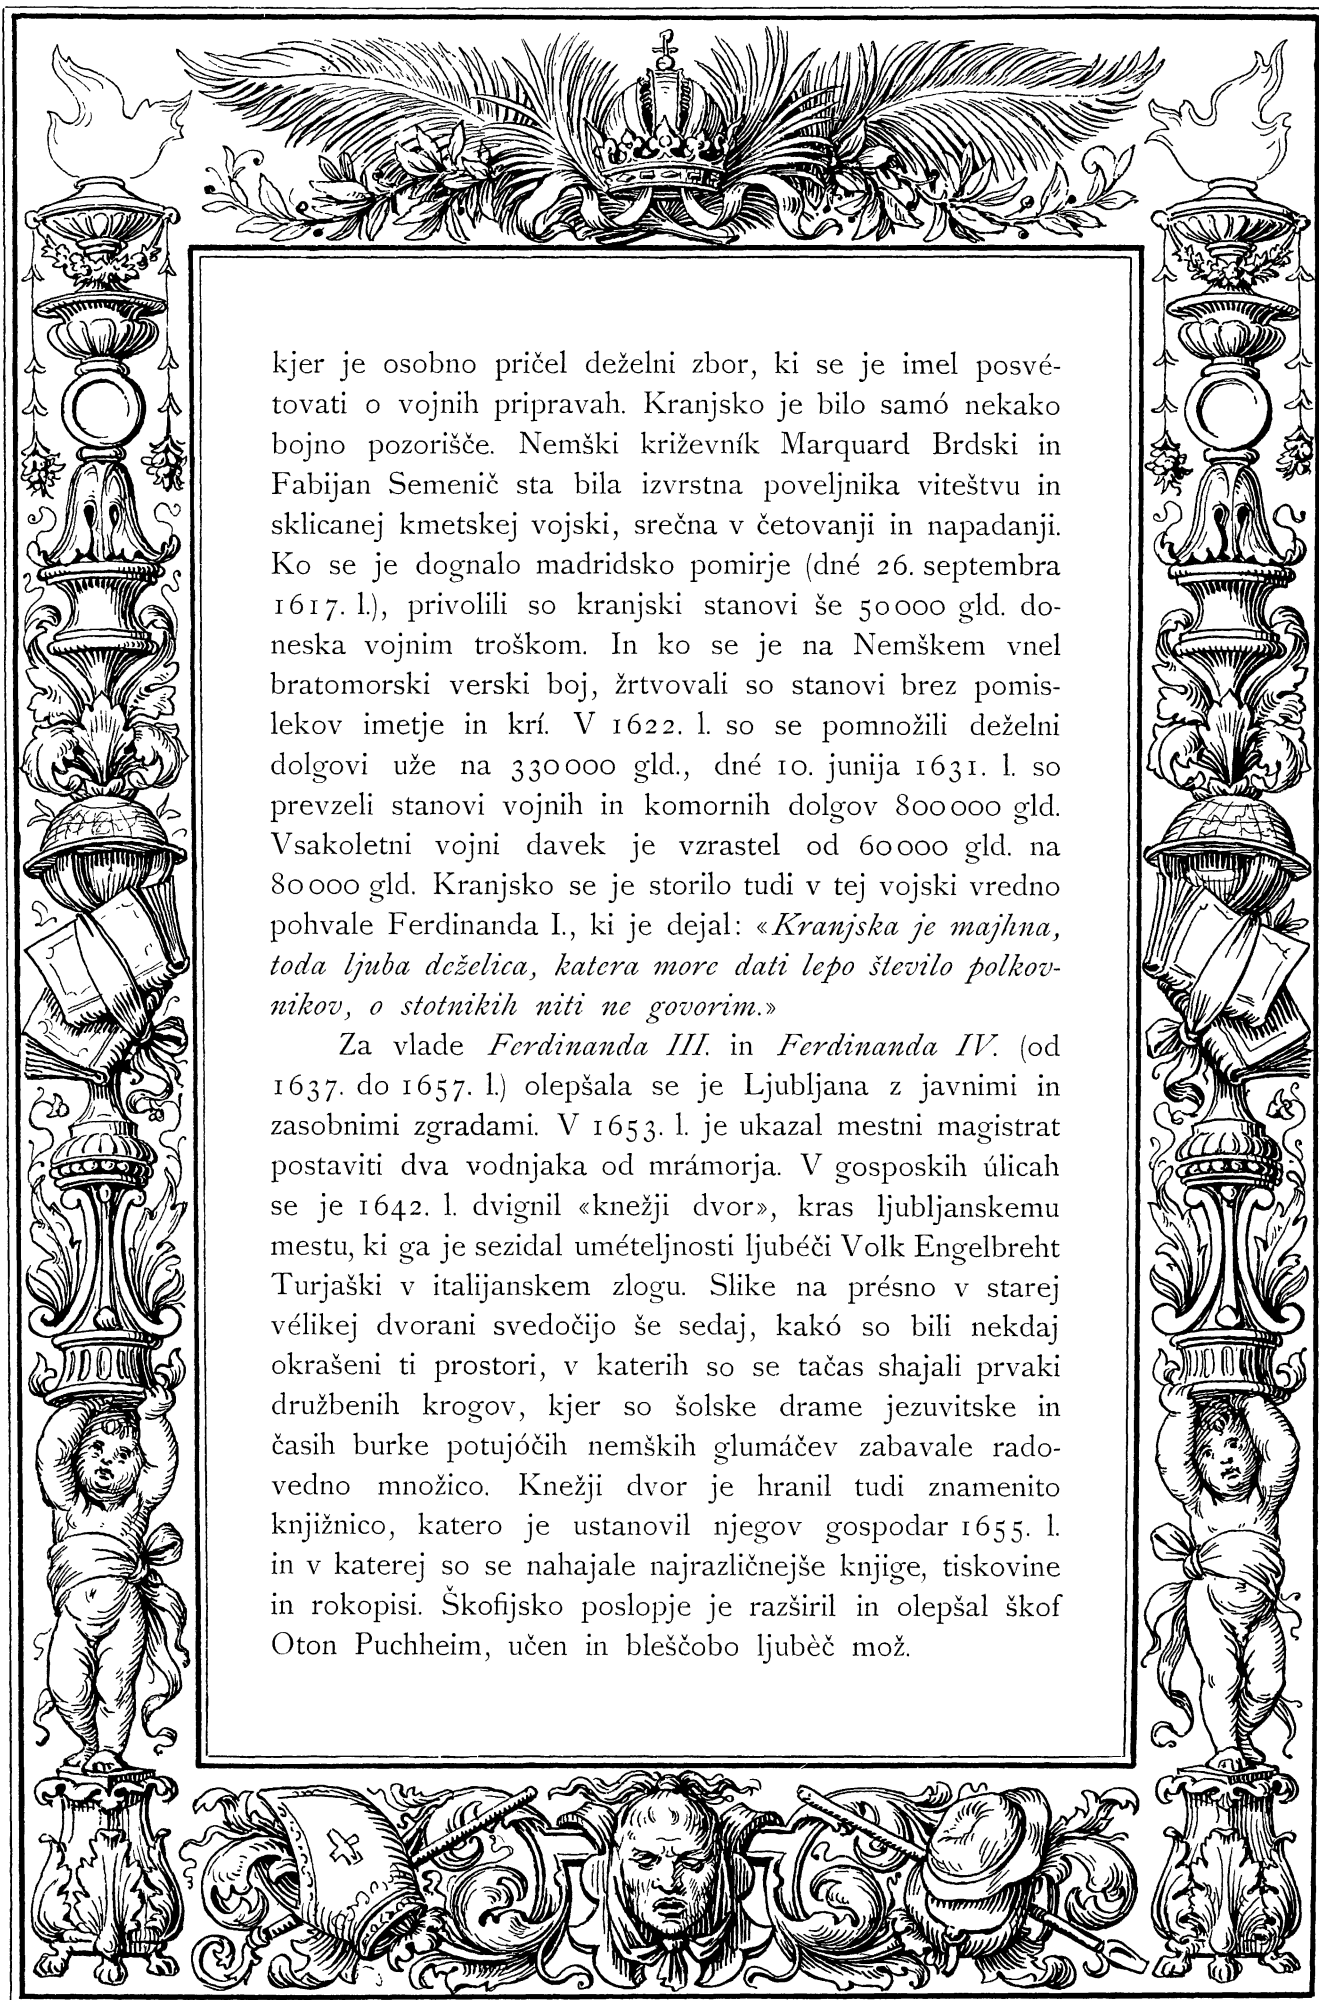 kjer je osobno pričel deželni zbor, ki se je imel posvé-
tovati o vojnih pripravah. Kranjsko je bilo samó nekako
bojno pozorišče. Nemški križevník Marquard Brdski in
Fabijan Semenič sta bila izvrstna poveljnika viteštvu in
sklicanej kmetskej vojski, srečna v četovanji in napadanji.
Ko se je dognalo madridsko pomirje (dné 26. septembra
1617. l.), privolili so kranjski stanovi še 50000 gld. do-
neska vojnim troškom. In ko se je na Nemškem vnel
bratomorski verski boj, žrtvovali so stanovi brez pomis-
lekov imetje in krí. V 1622. l. so se pomnožili deželni
dolgovi uže na 330000 gld., dné 10. junija 1631. l. so
prevzeli stanovi vojnih in komornih dolgov 800000 gld.
Vsakoletni vojni davek je vzrastel od 60000 gld. na
80000 gld. Kranjsko se je storilo tudi v tej vojski vredno
pohvale Ferdinanda I., ki je dejal: «Kranjska je majhna,
toda ljuba deželica, katera more dati lepo število polkov-
nikov, o stotnikih niti ne govorim.»
Za vlade Ferdinanda III. in Ferdinanda IV. (od
1637. do 1657. l.) olepšala se je Ljubljana z javnimi in
zasobnimi zgradami. V 1653. l. je ukazal mestni magistrat
postaviti dva vodnjaka od mrámorja. V gosposkih úlicah
se je 1642. l. dvignil «knežji dvor», kras ljubljanskemu
mestu, ki ga je sezidal umételjnosti ljubéči Volk Engelbreht
Turjaški v italijanskem zlogu. Slike na présno v starej
vélikej dvorani svedočijo še sedaj, kakó so bili nekdaj
okrašeni ti prostori, v katerih so se tačas shajali prvaki
družbenih krogov, kjer so šolske drame jezuvitske in
časih burke potujóčih nemških glumáčev zabavale rado-
vedno množico. Knežji dvor je hranil tudi znamenito
knjižnico, katero je ustanovil njegov gospodar 1655. l.
in v katerej so se nahajale najrazličnejše knjige, tiskovine
in rokopisi. Škofijsko poslopje je razširil in olepšal škof
Oton Puchheim, učen in bleščobo ljubèč mož.